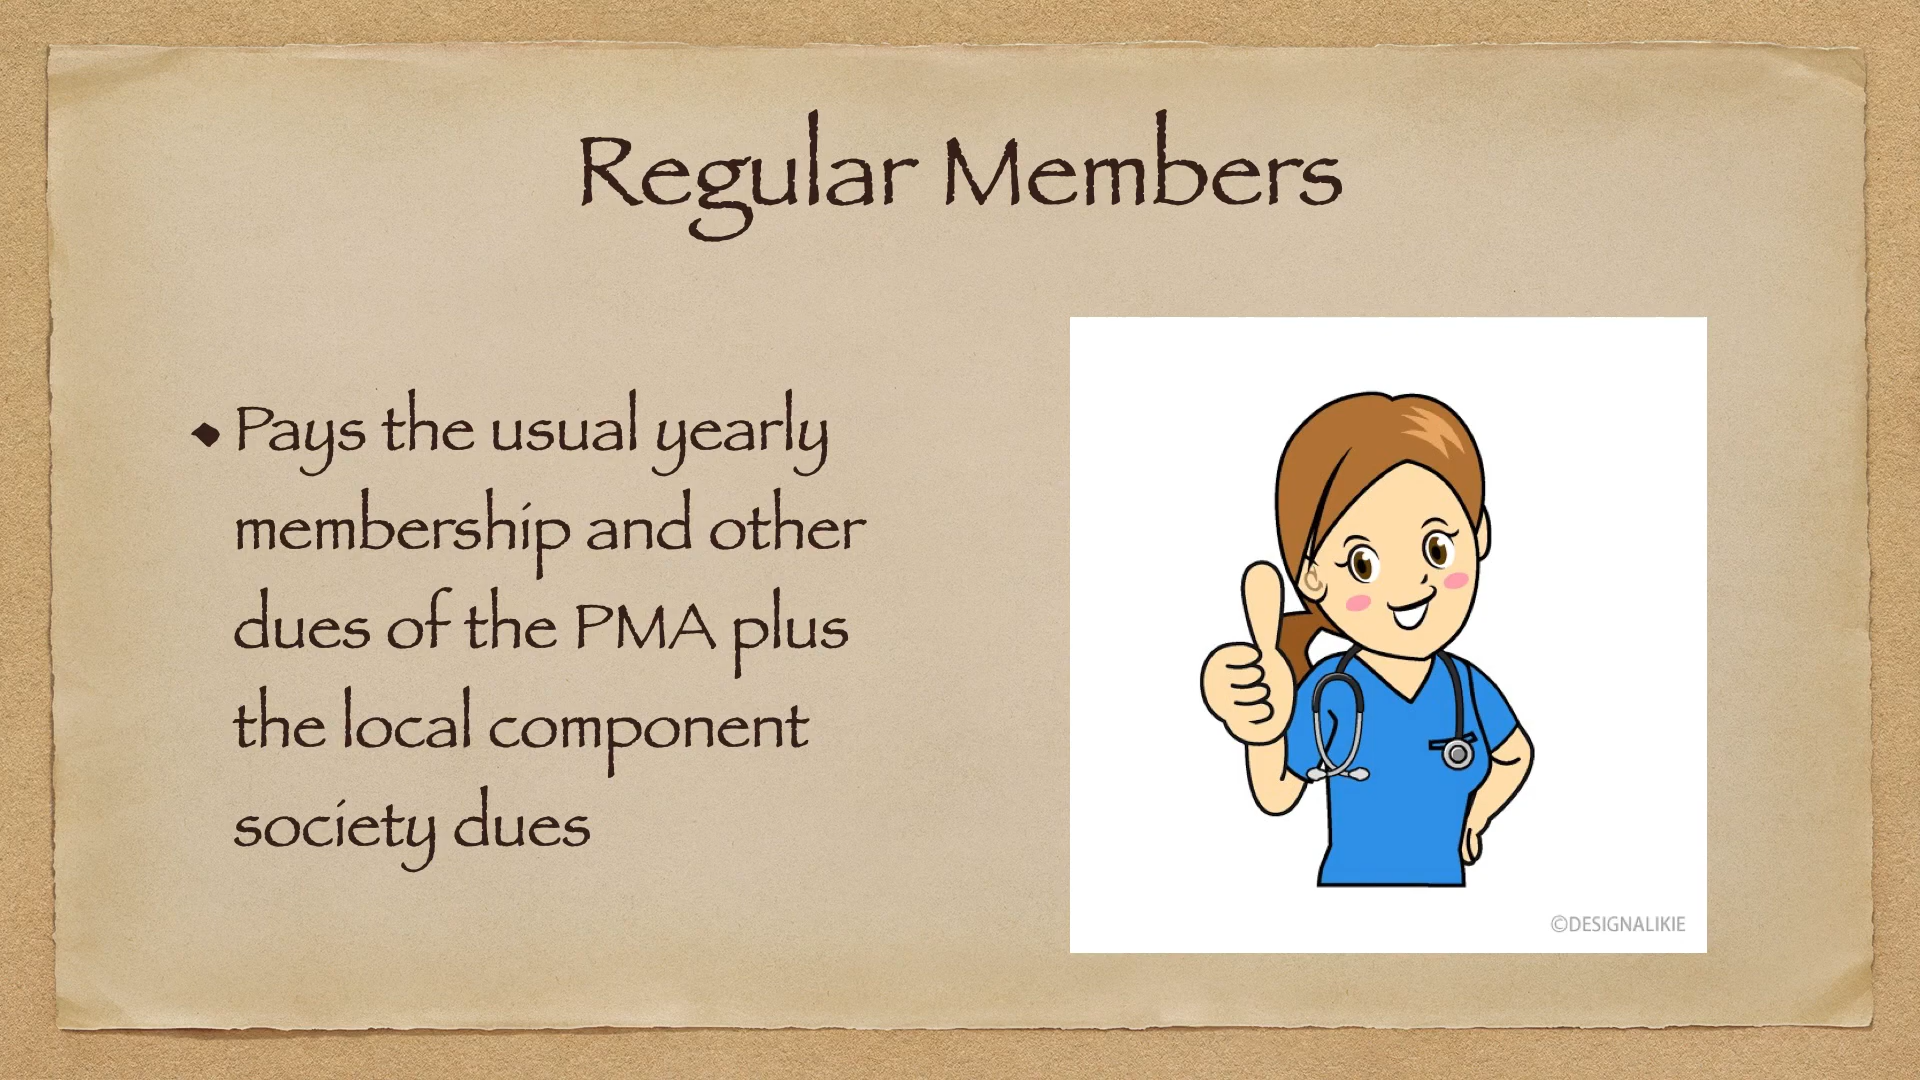 Regular Members
• Pays the usual yearly
membership and other
dues of the PMA plus
the local component
society dues
©DESIGNALIKIE